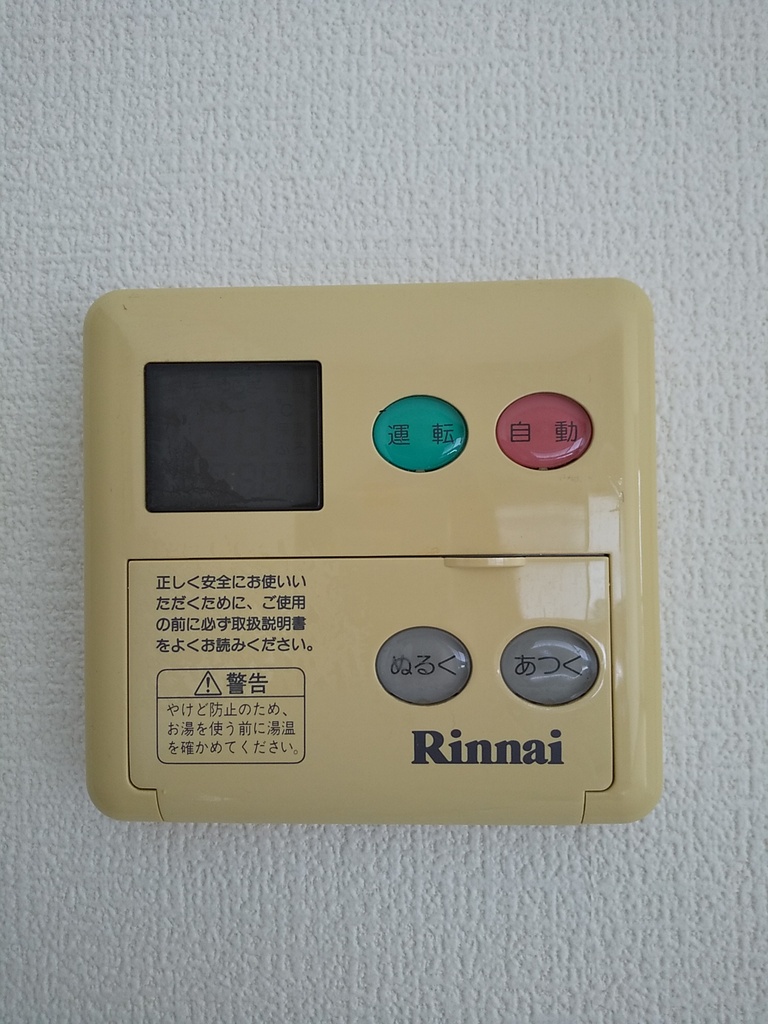 運転
自動
正しく安全にお使いい
ただくために、ご使用
の前に必ず取扱説明書
をよくお読みください。
警告
やけど防止のため、
お湯を使う前に湯温
を確かめてください。
ぬるく
あつく
Rinnai